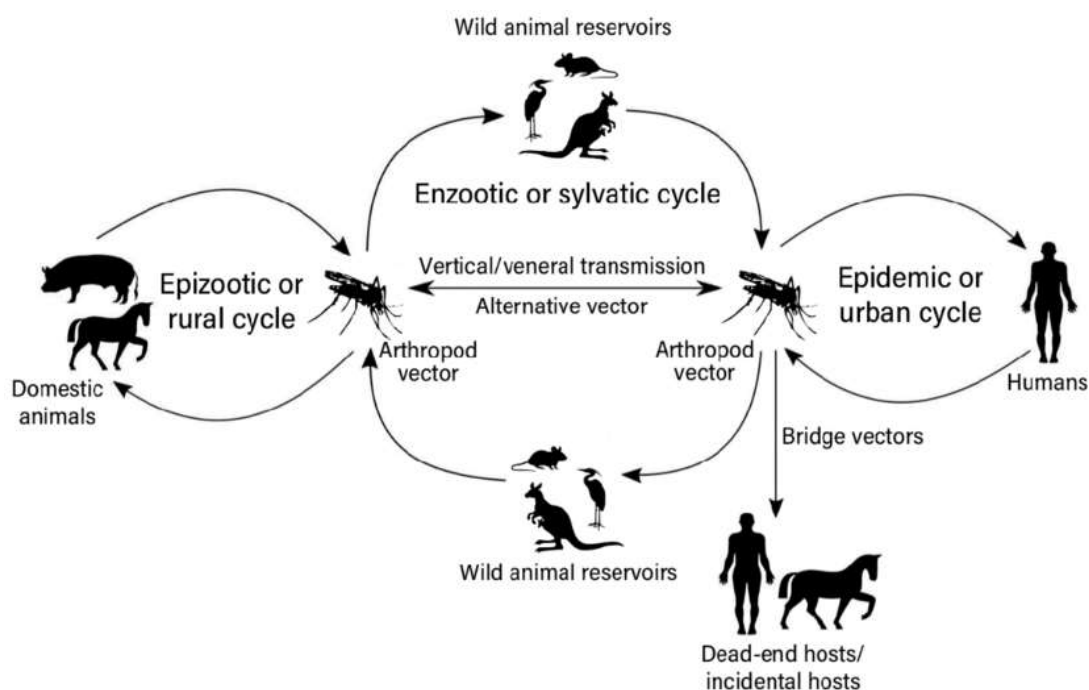 Wild animal reservoirs
Enzootic or sylvatic cycle
Vertical/veneral transmission
Alternative vector
Epizootic or
rural cycle
Epidemic or
urban cycle
Arthropod
vector
Arthropod
vector
Domestic
animals
Humans
Bridge vectors
Wild animal reservoirs
Dead-end hosts/
incidental hosts